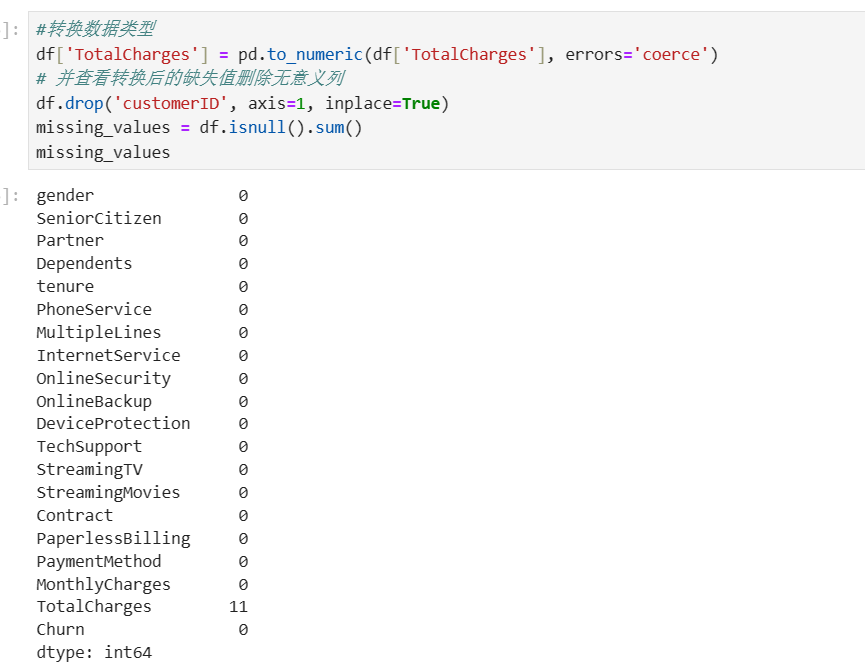 ]: #转换数据类型
df['TotalCharges'] = pd.to_numeric(df['TotalCharges'], errors='coerce')
# 并查看转换后的缺失值删除无意义列
df.drop('customerID', axis=1, inplace=True)
missing_values = df.isnull().sum()
missing_values
]: gender 0
SeniorCitizen 0
Partner 0
Dependents 0
tenure 0
PhoneService 0
MultipleLines 0
InternetService 0
OnlineSecurity 0
OnlineBackup 0
DeviceProtection 0
TechSupport 0
StreamingTV 0
StreamingMovies 0
Contract 0
PaperlessBilling 0
PaymentMethod 0
MonthlyCharges 0
TotalCharges 11
Churn 0
dtype: int64